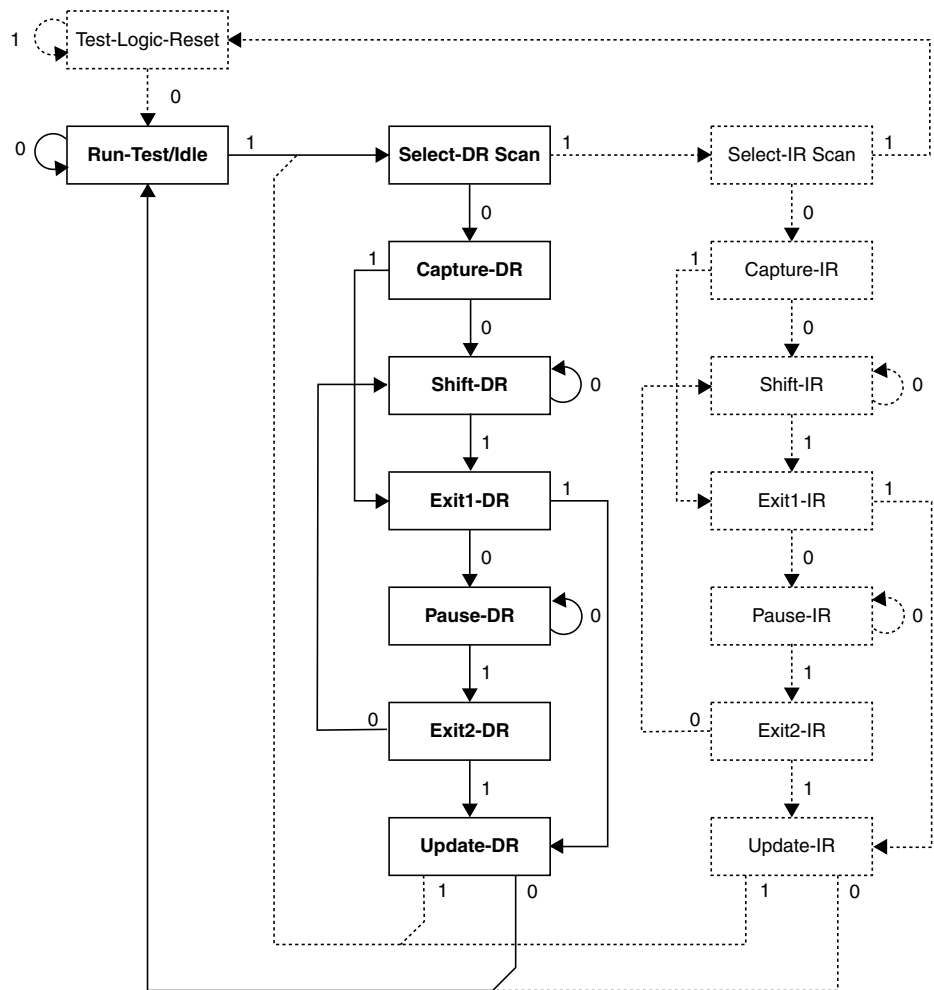 Test-Logic-Reset
1
0
Run-Test/Idle
0
1
Select-DR Scan
1
Select-IR Scan
1
0
0
Capture-DR
1
Capture-IR
1
0
0
Shift-DR
0
Shift-IR
0
1
1
Exit1-DR
1
Exit1-IR
1
0
0
Pause-DR
0
Pause-IR
0
1
1
Exit2-DR
0
Exit2-IR
0
1
1
Update-DR
Update-IR
1
0
1
0